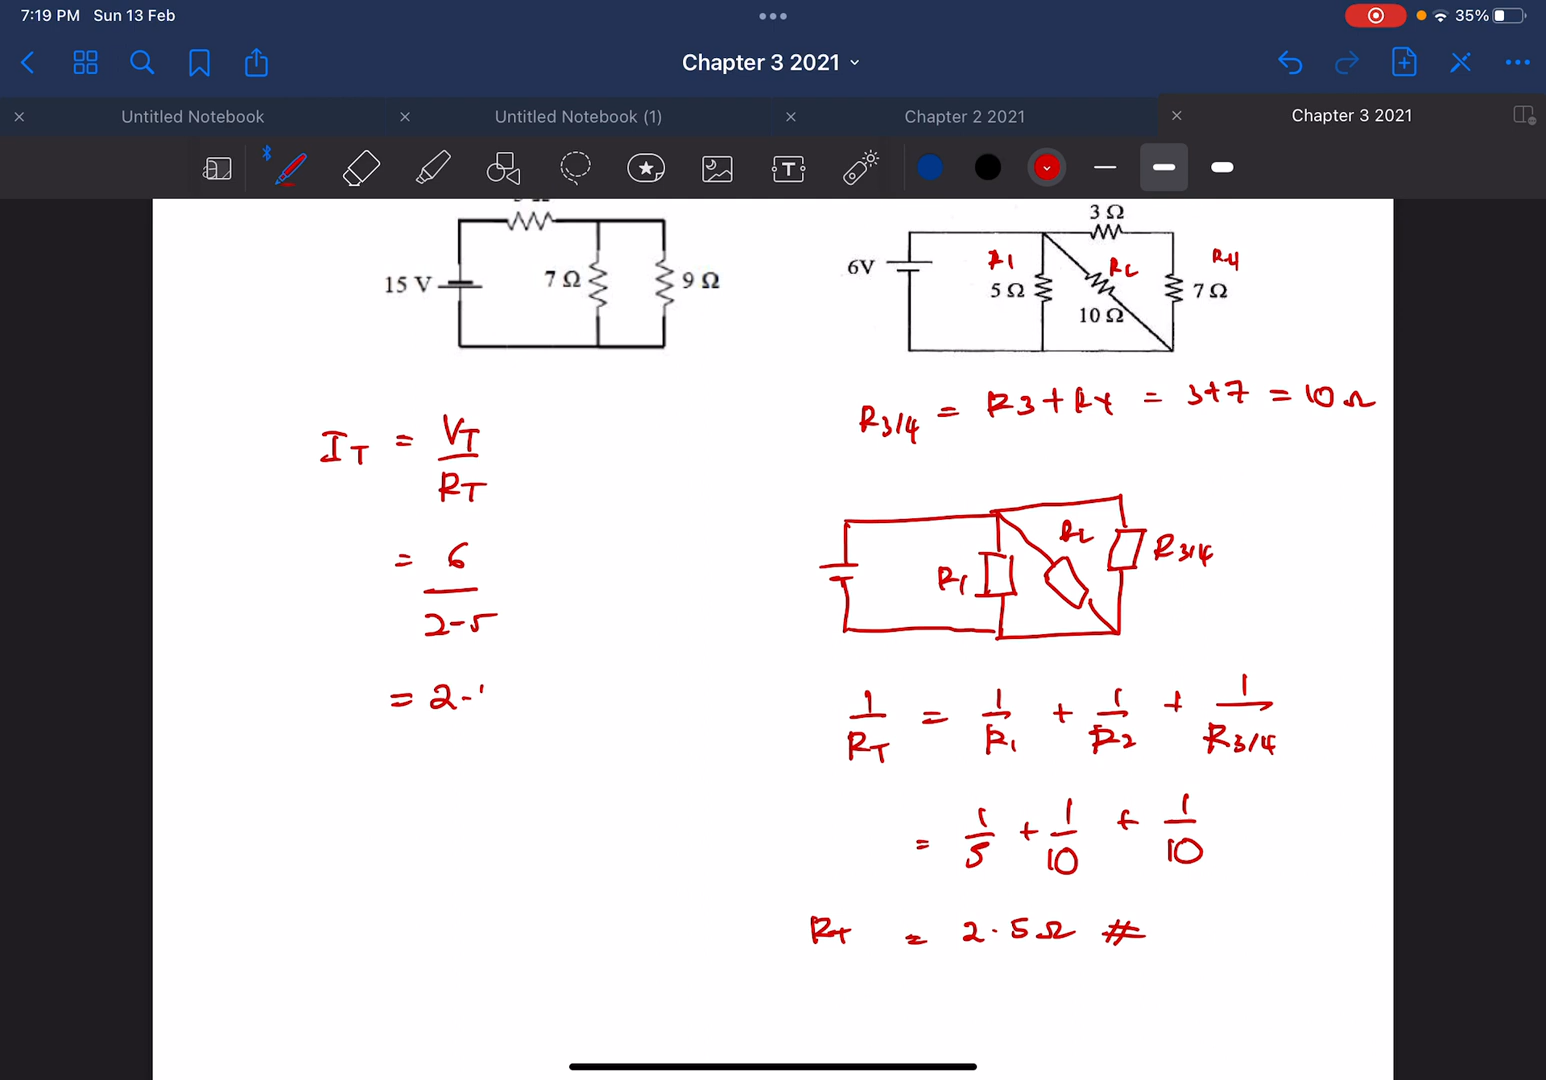 7:19 PM Sun 13 Feb
35%
Chapter 3 2021
Untitled Notebook
Untitled Notebook (1)
Chapter 2 2021
Chapter 3 2021
T
15 V
7 Ω
9 Ω
3 Ω
6V
R1
5 Ω
R2
10 Ω
R4
7 Ω
R3/4 = R3 + R4 = 3+7 = 10 Ω
IT = VT / RT
= 6 / 2-5
= 2-
R1
R2
R3/4
1/RT = 1/R1 + 1/R2 + 1/R3/4
= 1/5 + 1/10 + 1/10
RT = 2.5 Ω #